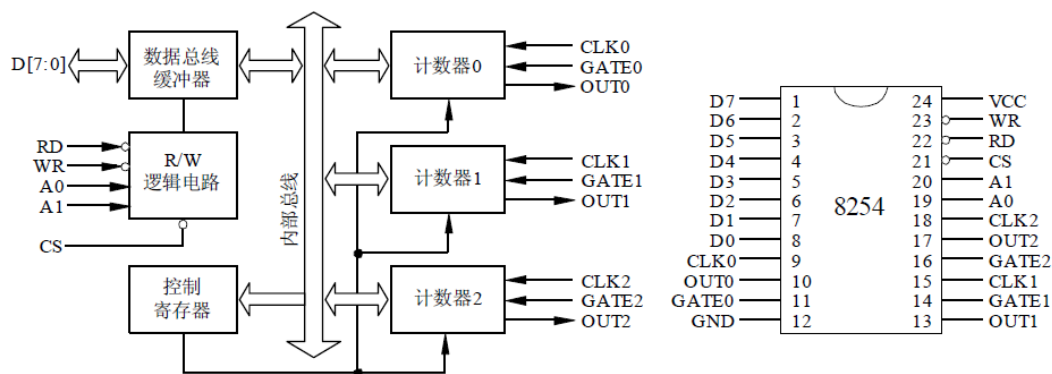 D[7:0]
数据总线
缓冲器
RD
WR
A0
A1
R/W
逻辑电路
CS
控制
寄存器
内部总线
计数器0
CLK0
GATE0
OUT0
计数器1
CLK1
GATE1
OUT1
计数器2
CLK2
GATE2
OUT2
D7 1 24 VCC
D6 2 23 WR
D5 3 22 RD
D4 4 21 CS
D3 5 20 A1
D2 6 19 A0
D1 7 18 CLK2
D0 8 17 OUT2
CLK0 9 16 GATE2
OUT0 10 15 CLK1
GATE0 11 14 GATE1
GND 12 13 OUT1
8254